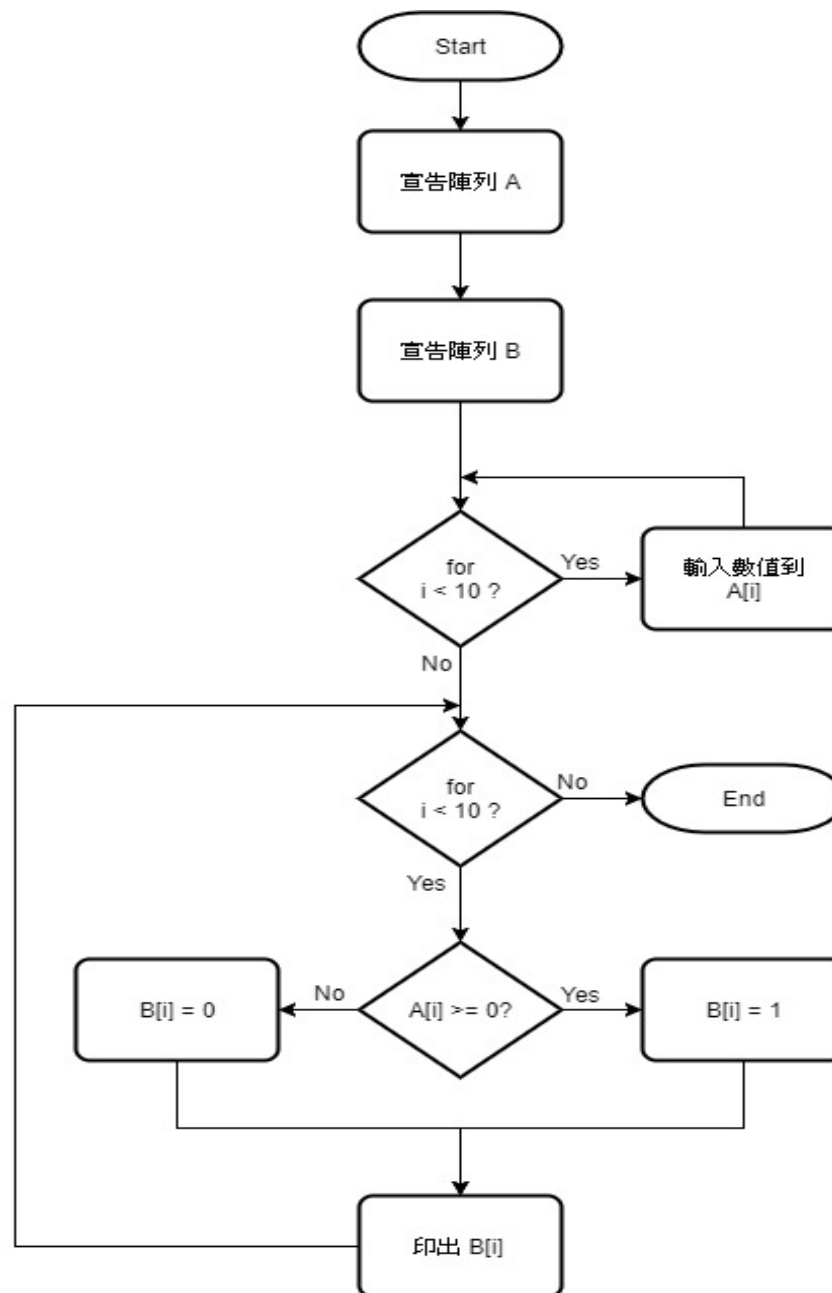 Start
宣告陣列 A
宣告陣列 B
for
i < 10 ?
Yes
輸入數值到
A[i]
No
for
i < 10 ?
No
End
Yes
A[i] >= 0?
No
B[i] = 0
Yes
B[i] = 1
印出 B[i]